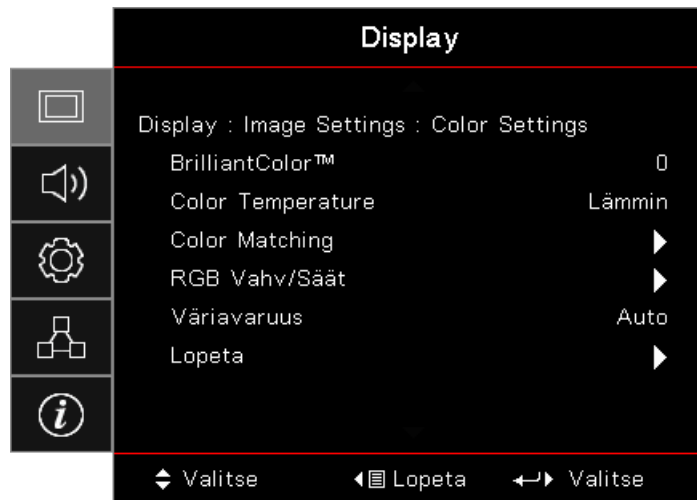 Display
Display : Image Settings : Color Settings
BrilliantColor™ 0
Color Temperature Lämmin
Color Matching
RGB Vahv/Säät
Väriavaruus Auto
Lopeta
Valitse Lopeta Valitse